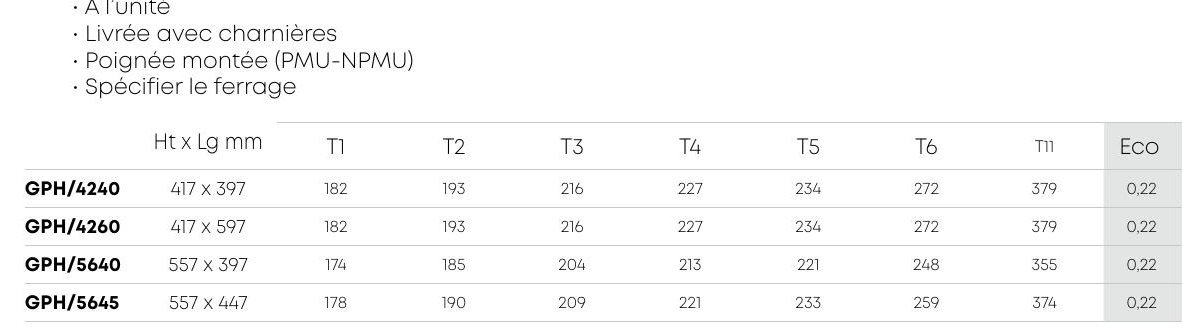 · À l'unité
· Livrée avec charnières
· Poignée montée (PMU-NPMU)
· Spécifier le ferrage
Ht x Lg mm T1 T2 T3 T4 T5 T6 T11 Eco
GPH/4240 417 x 397 182 193 216 227 234 272 379 0,22
GPH/4260 417 x 597 182 193 216 227 234 272 379 0,22
GPH/5640 557 x 397 174 185 204 213 221 248 355 0,22
GPH/5645 557 x 447 178 190 209 221 233 259 374 0,22